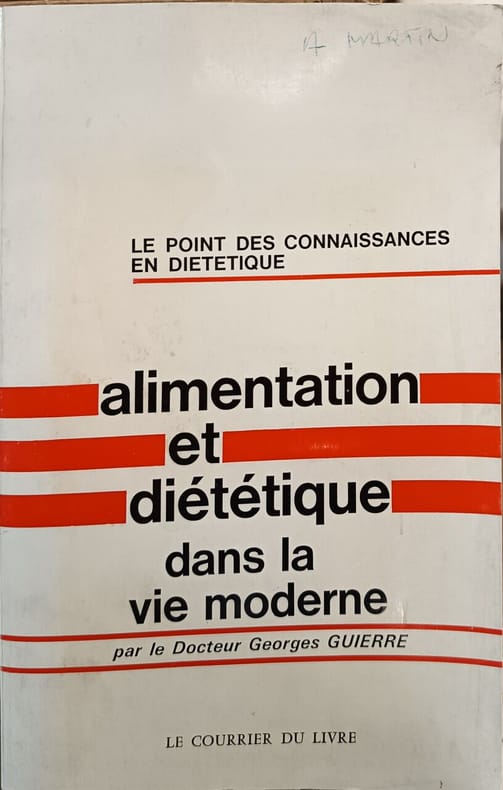 A MARTIN
LE POINT DES CONNAISSANCES
EN DIETETIQUE
alimentation
et
diététique
dans la
vie moderne
par le Docteur Georges GUIERRE
LE COURRIER DU LIVRE